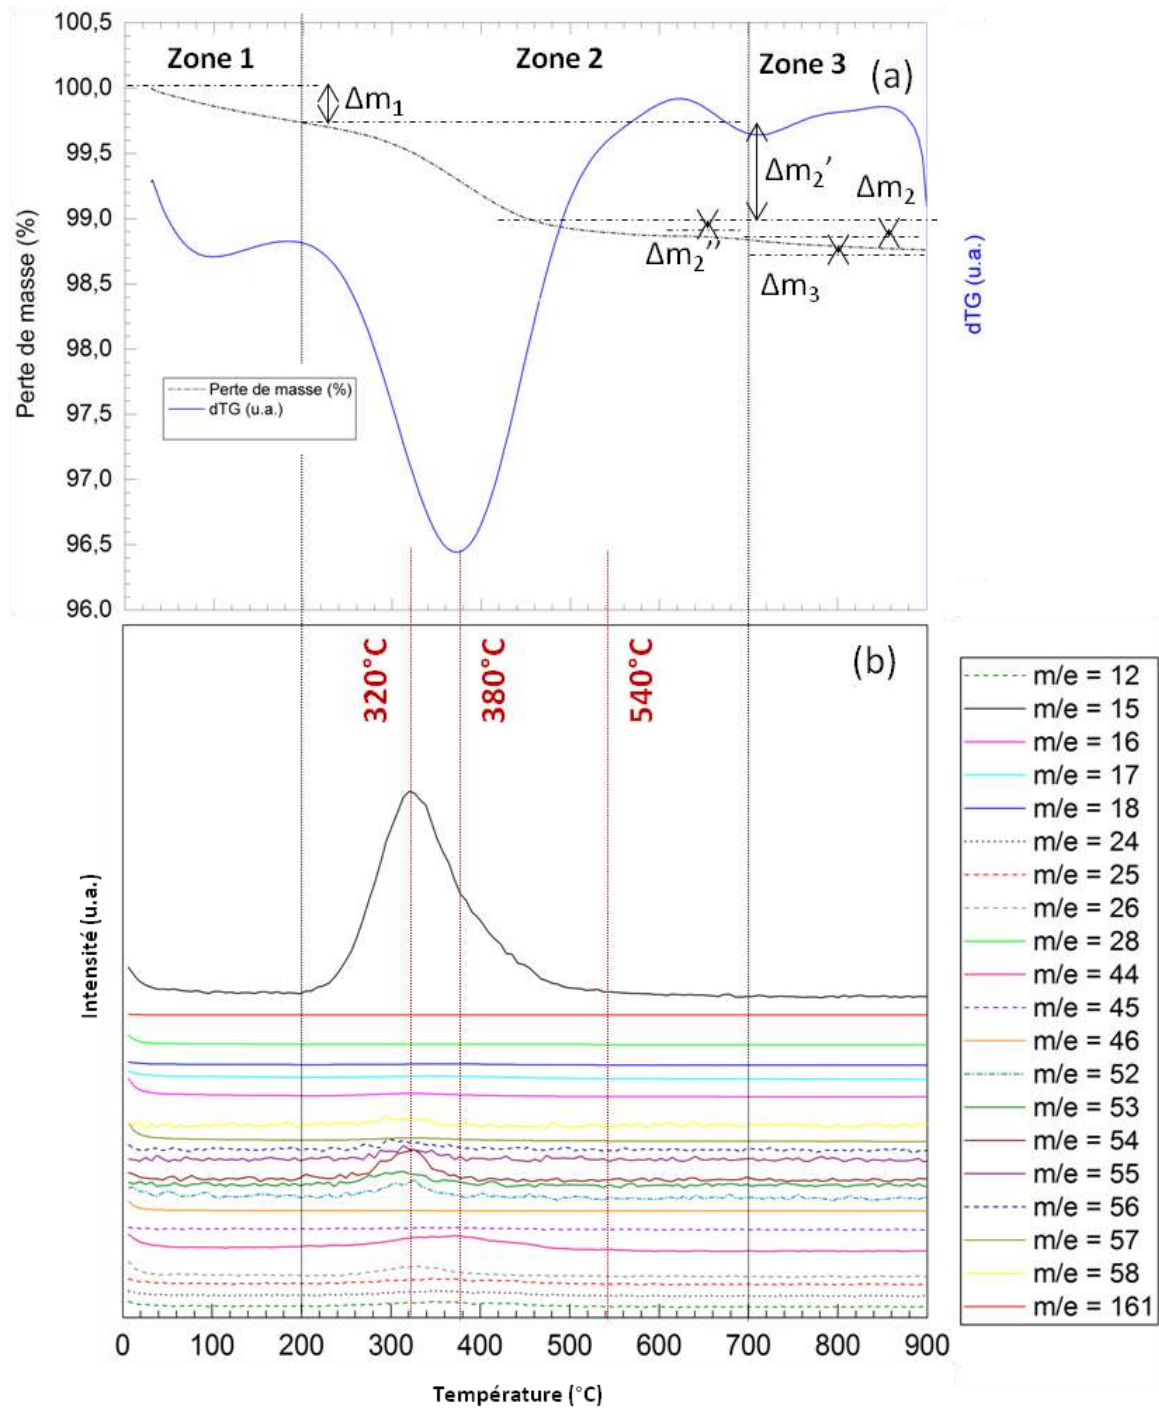 100,5
100,0
99,5
99,0
98,5
98,0
97,5
97,0
96,5
96,0
Perte de masse (%)
Zone 1
Zone 2
Zone 3
(a)
Δm1
Δm2'
Δm2
Δm2''
Δm3
dTG (u.a.)
Perte de masse (%)
dTG (u.a.)
320°C
380°C
540°C
(b)
Intensité (u.a.)
m/e = 12
m/e = 15
m/e = 16
m/e = 17
m/e = 18
m/e = 24
m/e = 25
m/e = 26
m/e = 28
m/e = 44
m/e = 45
m/e = 46
m/e = 52
m/e = 53
m/e = 54
m/e = 55
m/e = 56
m/e = 57
m/e = 58
m/e = 161
0 100 200 300 400 500 600 700 800 900
Température (°C)